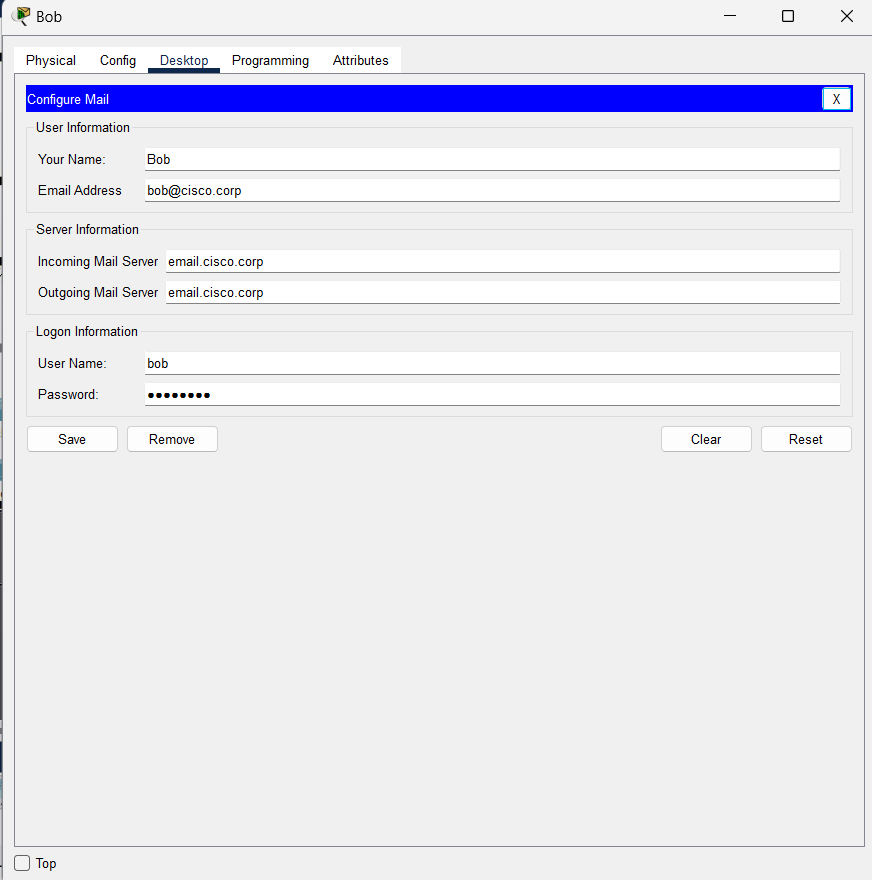 Bob
Physical Config Desktop Programming Attributes
Configure Mail X
User Information
Your Name: Bob
Email Address bob@cisco.corp
Server Information
Incoming Mail Server email.cisco.corp
Outgoing Mail Server email.cisco.corp
Logon Information
User Name: bob
Password: ●●●●●●●●
Save Remove Clear Reset
Top